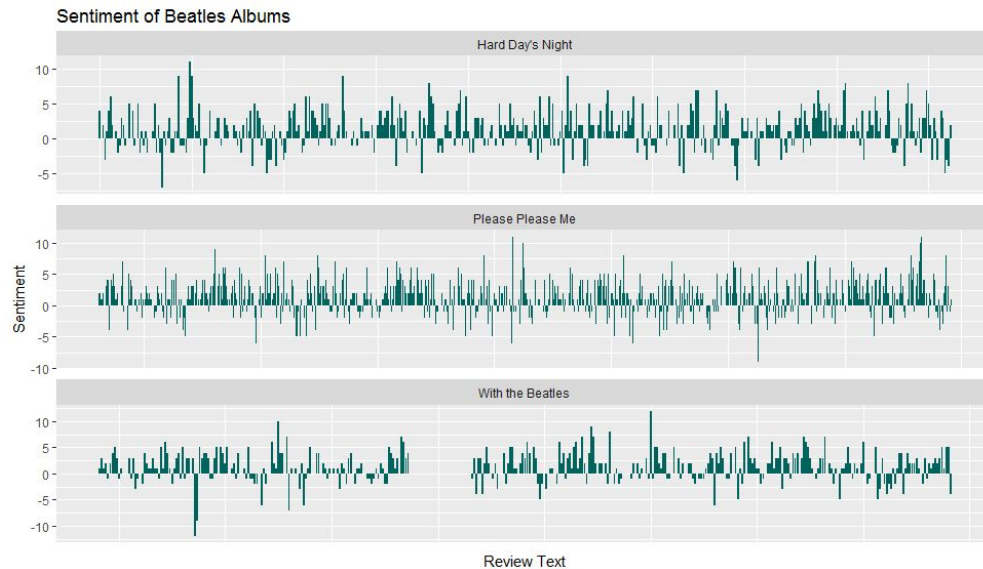 Sentiment of Beatles Albums
Hard Day's Night
10
5
0
-5
Please Please Me
10
5
0
-5
-10
With the Beatles
10
5
0
-5
-10
Sentiment
Review Text